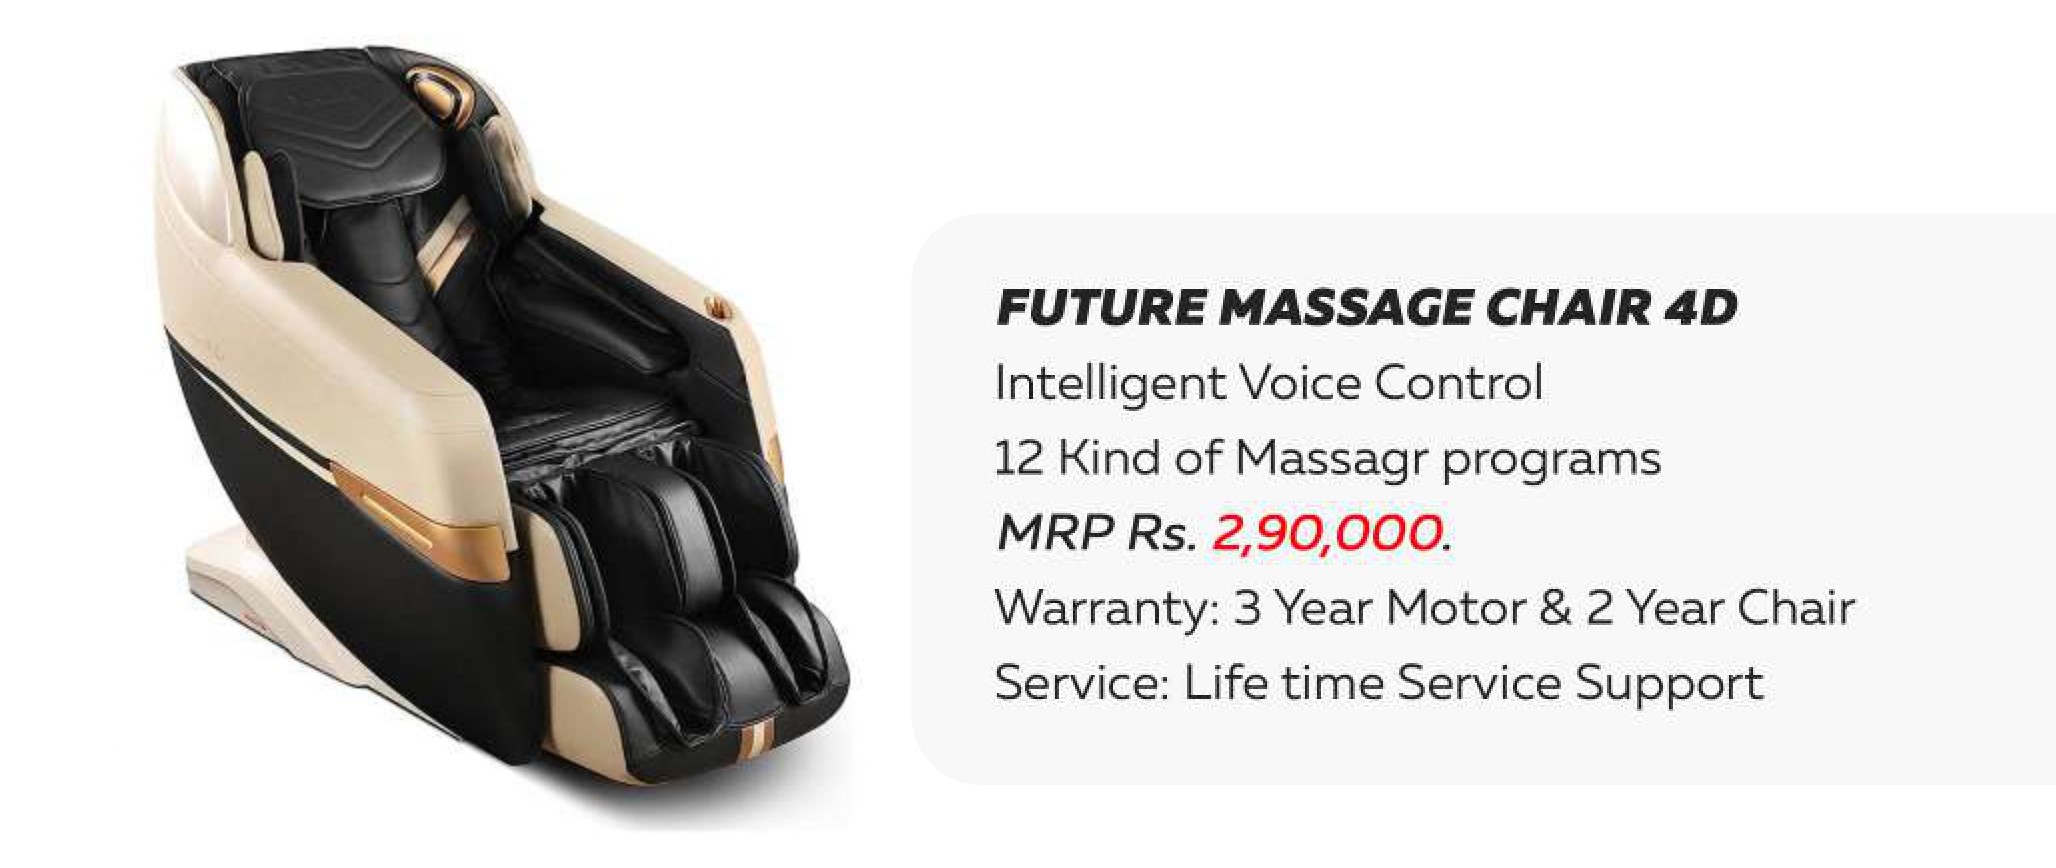 FUTURE MASSAGE CHAIR 4D
Intelligent Voice Control
12 Kind of Massagr programs
MRP Rs. 2,90,000.
Warranty: 3 Year Motor & 2 Year Chair
Service: Life time Service Support